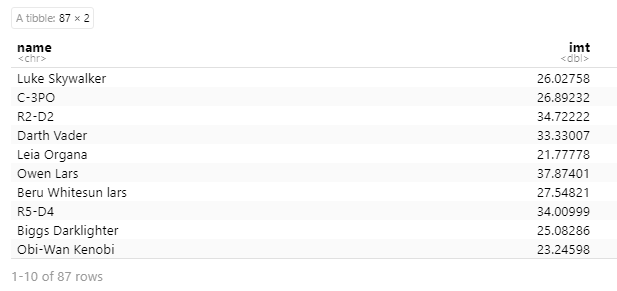 A tibble: 87 × 2
name imt
<chr> <dbl>
Luke Skywalker 26.02758
C-3PO 26.89232
R2-D2 34.72222
Darth Vader 33.33007
Leia Organa 21.77778
Owen Lars 37.87401
Beru Whitesun lars 27.54821
R5-D4 34.00999
Biggs Darklighter 25.08286
Obi-Wan Kenobi 23.24598
1-10 of 87 rows